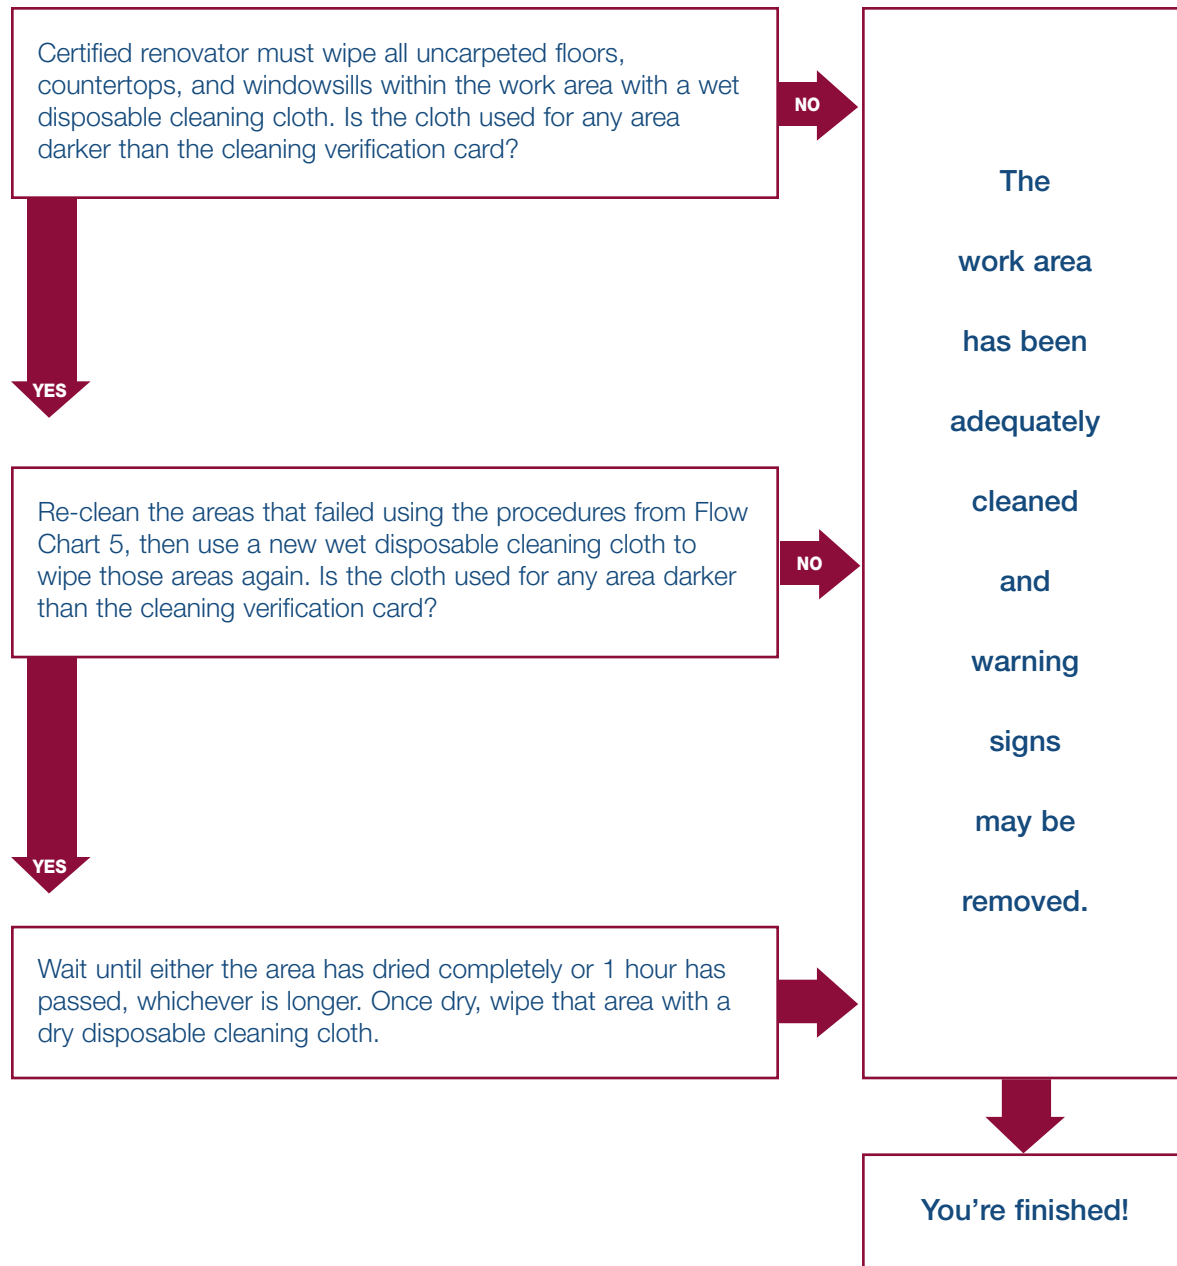 Certified renovator must wipe all uncarpeted floors,
countertops, and windowsills within the work area with a wet
disposable cleaning cloth. Is the cloth used for any area
darker than the cleaning verification card?
NO
YES
Re-clean the areas that failed using the procedures from Flow
Chart 5, then use a new wet disposable cleaning cloth to
wipe those areas again. Is the cloth used for any area darker
than the cleaning verification card?
NO
YES
Wait until either the area has dried completely or 1 hour has
passed, whichever is longer. Once dry, wipe that area with a
dry disposable cleaning cloth.
The
work area
has been
adequately
cleaned
and
warning
signs
may be
removed.
You’re finished!